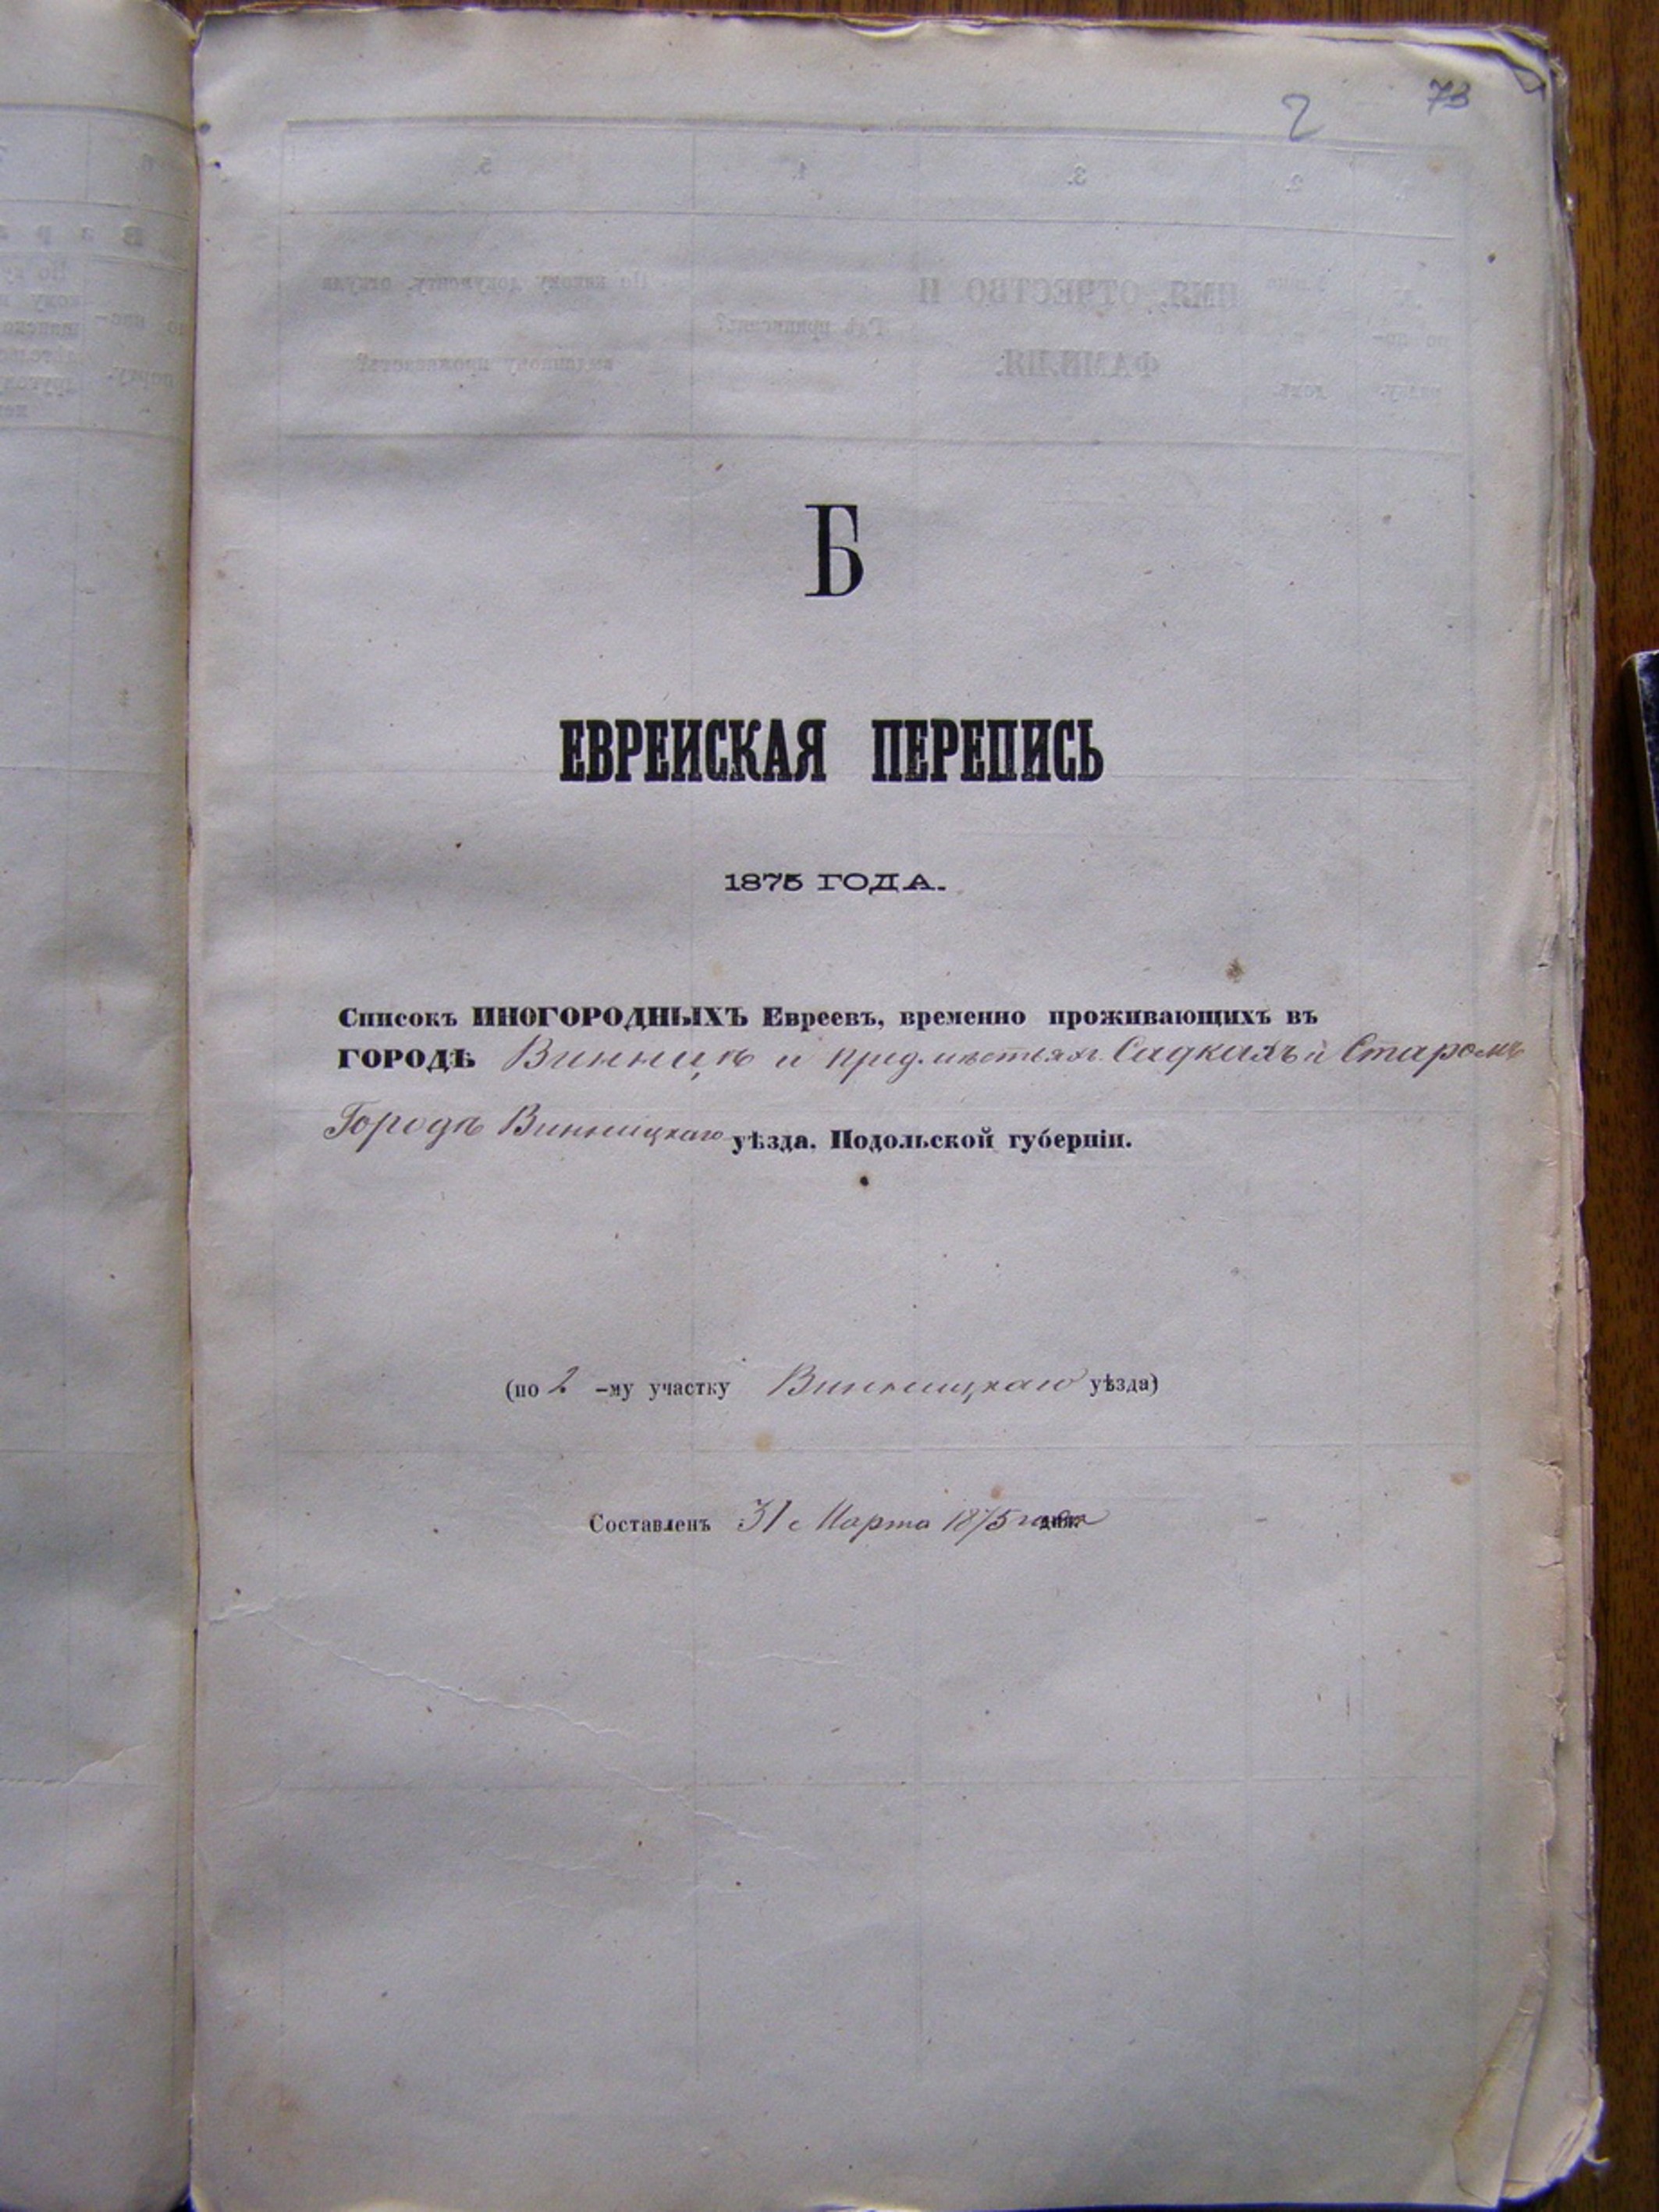 2 73
Б
ЕВРЕЙСКАЯ ПЕРЕПИСЬ
1875 ГОДА.
Списокъ ИНОГОРОДНЫХЪ Евреевъ, временно проживающихъ въ
ГОРОДѢ Винницѣ и предмѣстьяхъ Садкахъ и Старомъ
Городѣ Винницкаго уѣзда, Подольской губерніи.
(по 2 -му участку Винницкаго уѣзда)
Составленъ 31 Марта 1875 года